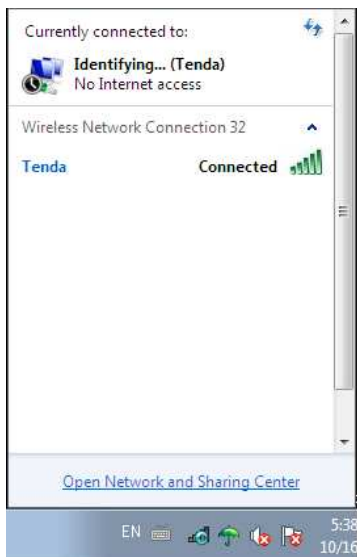 Currently connected to:
Identifying... (Tenda)
No Internet access
Wireless Network Connection 32
Tenda Connected
Open Network and Sharing Center
EN
5:38
10/16